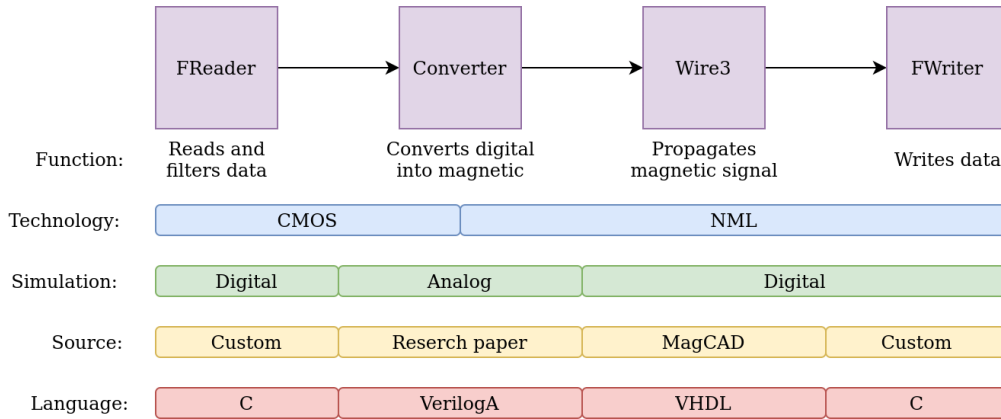 FReader
Converter
Wire3
FWriter
Function:
Reads and
filters data
Converts digital
into magnetic
Propagates
magnetic signal
Writes data
Technology:
CMOS
NML
Simulation:
Digital
Analog
Digital
Source:
Custom
Reserch paper
MagCAD
Custom
Language:
C
VerilogA
VHDL
C